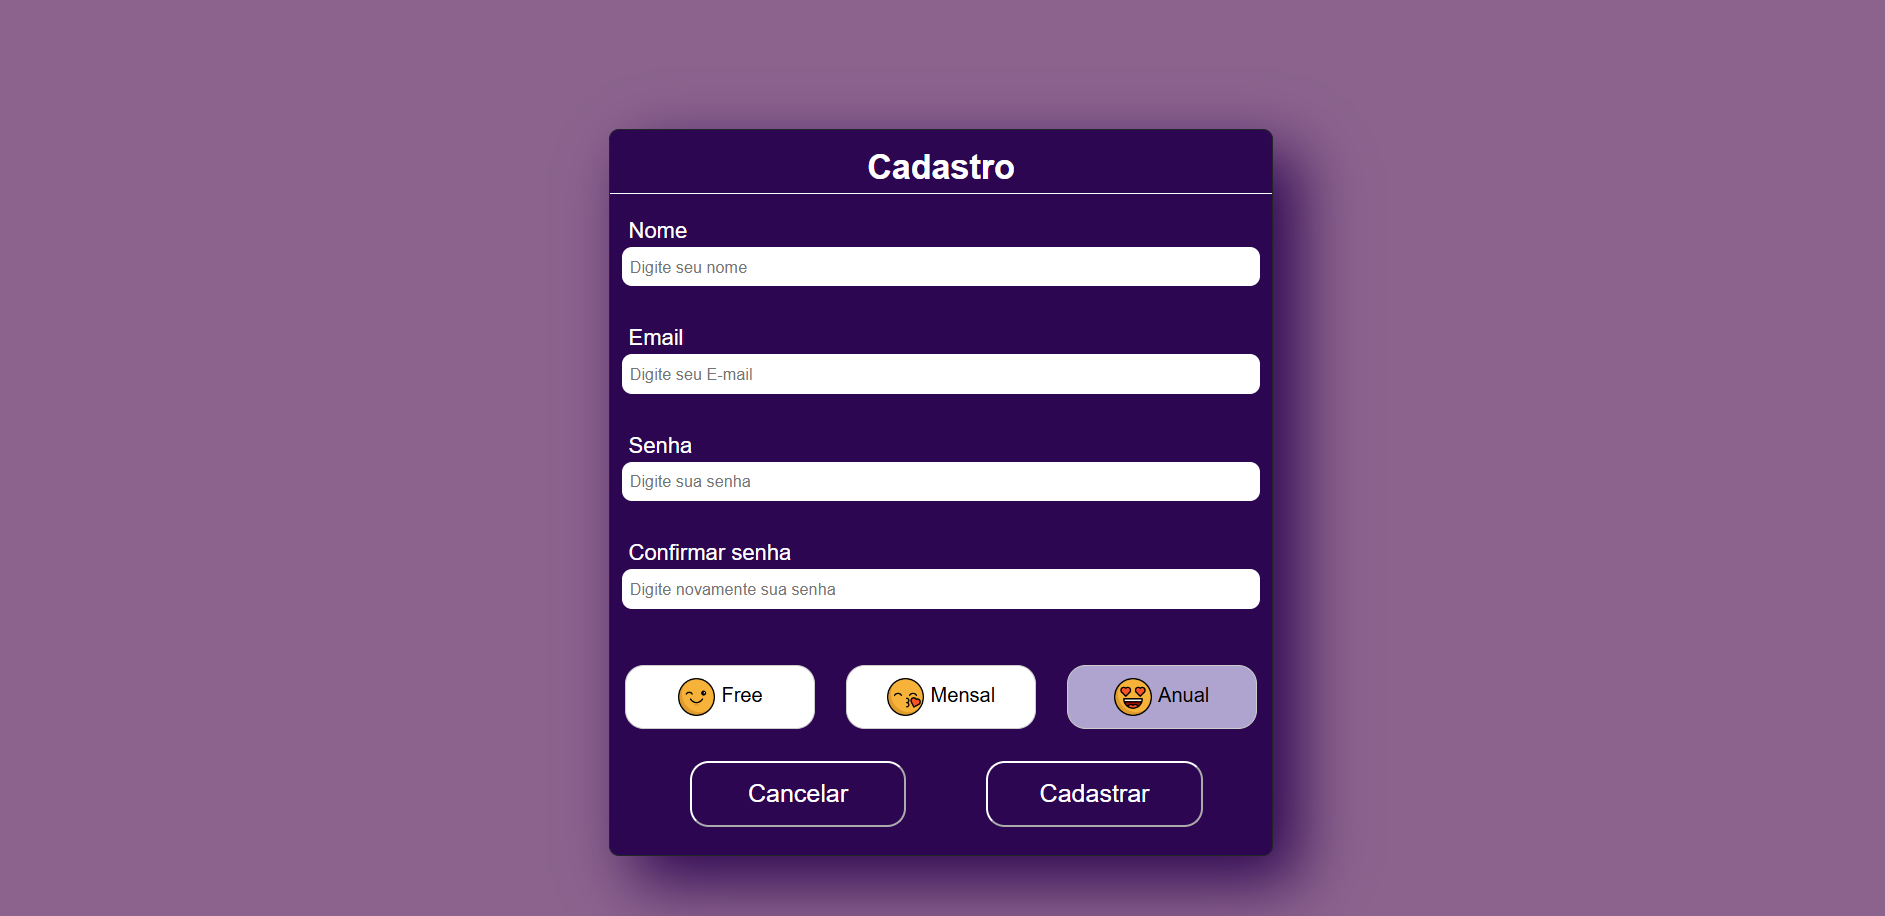 Cadastro
Nome
Digite seu nome
Email
Digite seu E-mail
Senha
Digite sua senha
Confirmar senha
Digite novamente sua senha
Free Mensal Anual
Cancelar Cadastrar